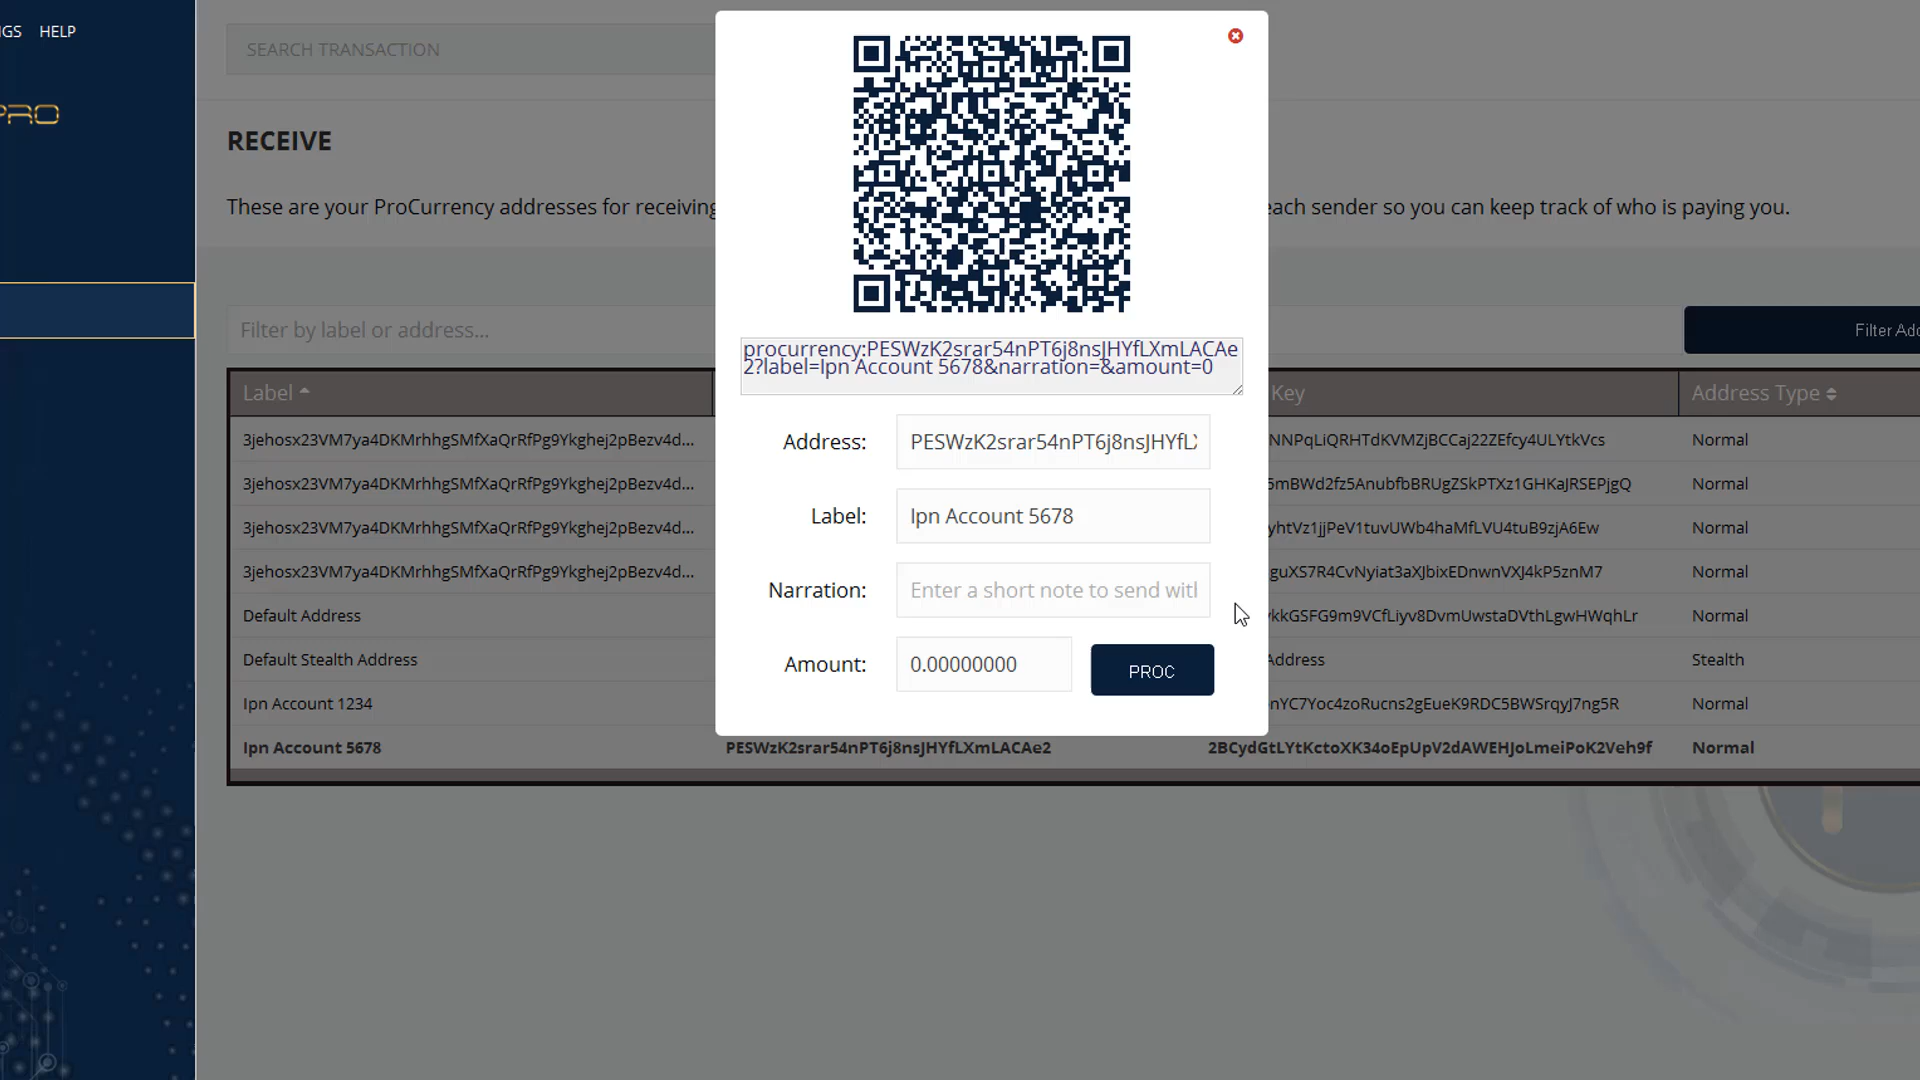 GS HELP
PRO
SEARCH TRANSACTION
RECEIVE
These are your ProCurrency addresses for receiving
each sender so you can keep track of who is paying you.
Filter by label or address...
Filter Add
procurrency:PESWzK2srar54nPT6j8nsJHYfLXmLACAe
2?label=Ipn Account 5678&narration=&amount=0
Address: PESWzK2srar54nPT6j8nsJHYfLX
Label: Ipn Account 5678
Narration: Enter a short note to send with
Amount: 0.00000000 PROC
Label Key Address Type
3jehosx23VM7ya4DKMrhhgSMfXaQrRfPg9Ykghej2pBezv4d... NNPqLiQRHTdKVMZjBCCaj22ZEfcy4ULYtkVcs Normal
3jehosx23VM7ya4DKMrhhgSMfXaQrRfPg9Ykghej2pBezv4d... 5mBWd2fz5AnubfbBRUgZSkPTXz1GHKaJRSEPjgQ Normal
3jehosx23VM7ya4DKMrhhgSMfXaQrRfPg9Ykghej2pBezv4d... yhtVz1jjPeV1tuvUWb4haMfLVU4tuB9zjA6Ew Normal
3jehosx23VM7ya4DKMrhhgSMfXaQrRfPg9Ykghej2pBezv4d... guXS7R4CvNyiat3aXJbixEDnwnVXJ4kP5znM7 Normal
Default Address kkGSFG9m9VCfLiyv8DvmUwstaDVthLgwHWqhLr Normal
Default Stealth Address Address Stealth
Ipn Account 1234 nYC7Yoc4zoRucns2gEueK9RDC5BWSrqyJ7ng5R Normal
Ipn Account 5678 PESWzK2srar54nPT6j8nsJHYfLXmLACAe2 2BCydGtLYtKctoXK34oEpUpV2dAWEHJoLmeiPoK2Veh9f Normal